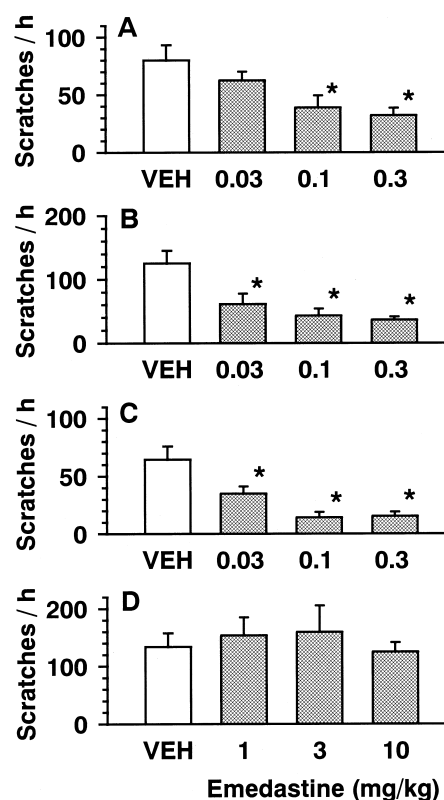 A
Scratches / h
100
50
0
VEH 0.03 0.1 0.3
* *
B
Scratches / h
200
100
0
VEH 0.03 0.1 0.3
* * *
C
Scratches / h
100
50
0
VEH 0.03 0.1 0.3
* * *
D
Scratches / h
200
100
0
VEH 1 3 10
Emedastine (mg/kg)